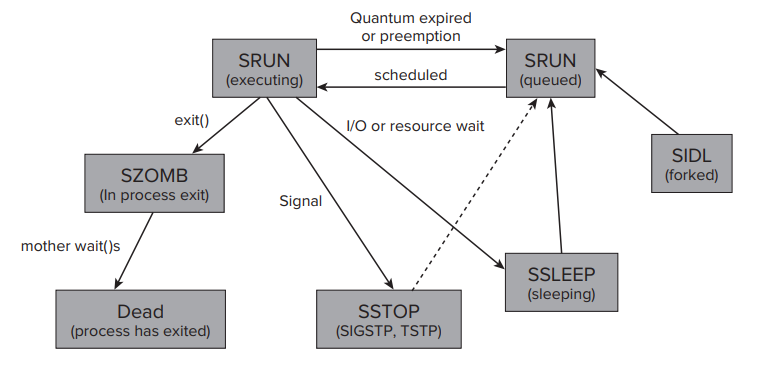 Quantum expired
or preemption
SRUN
(executing)
SRUN
(queued)
scheduled
exit()
I/O or resource wait
SZOMB
(In process exit)
SIDL
(forked)
Signal
mother wait()s
SSLEEP
(sleeping)
Dead
(process has exited)
SSTOP
(SIGSTP, TSTP)